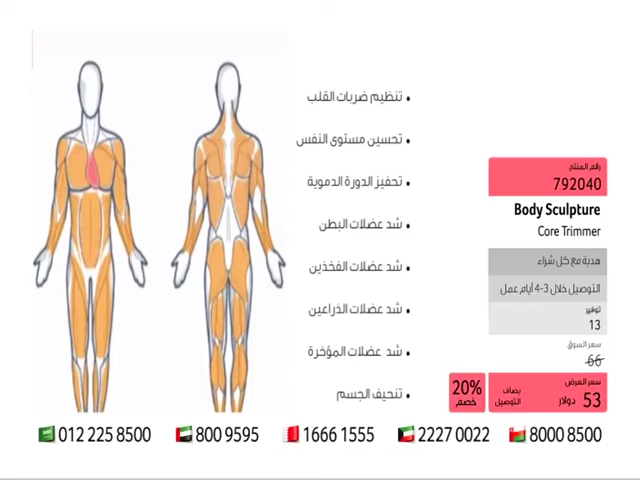 • تنظيم ضربات القلب
• تحسين مستوى النفس
• تحفيز الدورة الدموية
• شد عضلات البطن
• شد عضلات الفخذين
• شد عضلات الذراعين
• شد عضلات المؤخرة
• تنحيف الجسم
رقم المنتج
792040
Body Sculpture
Core Trimmer
هدية مع كل شراء
التوصيل خلال 3-4 أيام عمل
توفير
13
سعر السوق
66
سعر العرض
53 دولار
يضاف التوصيل
20%
خصم
012 225 8500
800 9595
1666 1555
2227 0022
8000 8500